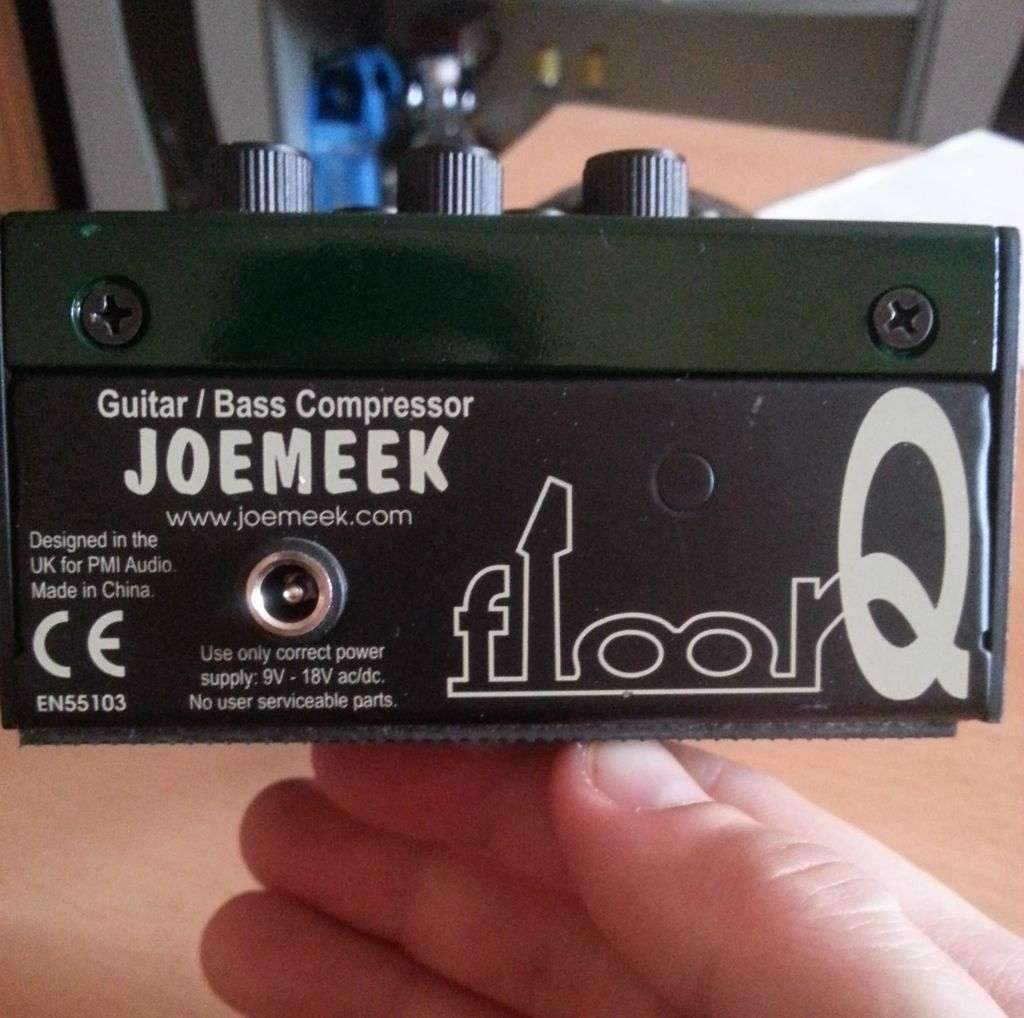 Guitar / Bass Compressor
JOEMEEK
www.joemeek.com
Designed in the
UK for PMI Audio.
Made in China.
CE
EN55103
Use only correct power
supply: 9V - 18V ac/dc.
No user serviceable parts.
floorQ